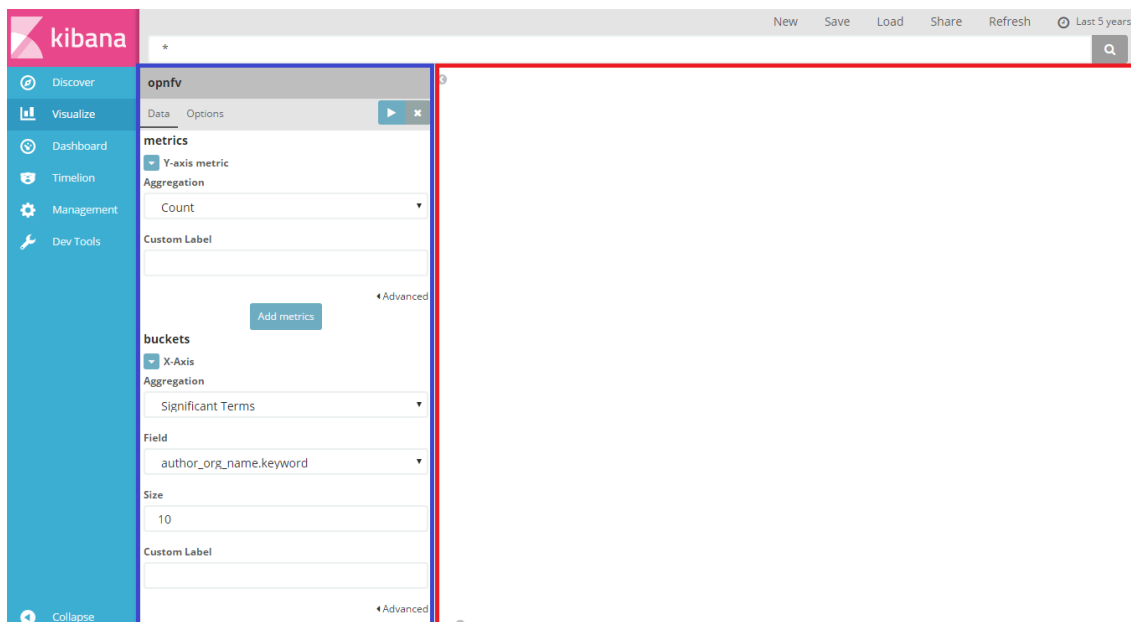 kibana
New Save Load Share Refresh Last 5 years
*
Discover
Visualize
Dashboard
Timelion
Management
Dev Tools
Collapse
opnfv
Data Options
metrics
Y-axis metric
Aggregation
Count
Custom Label
Advanced
Add metrics
buckets
X-Axis
Aggregation
Significant Terms
Field
author_org_name.keyword
Size
10
Custom Label
Advanced